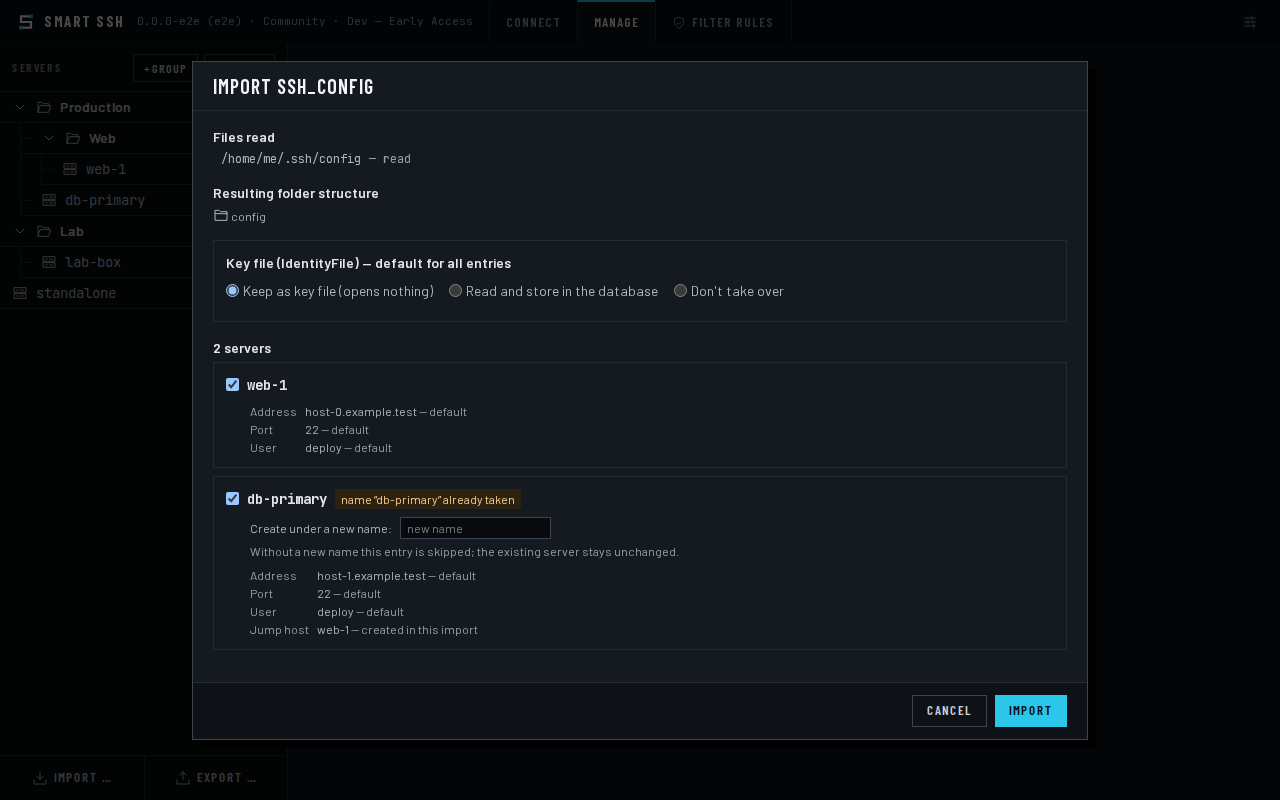 SMART SSH 0.0.0-e2e (e2e) · Community · Dev — Early Access CONNECT MANAGE FILTER RULES
SERVERS +GROUP
Production
Web
web-1
db-primary
Lab
lab-box
standalone
IMPORT SSH_CONFIG
Files read
/home/me/.ssh/config — read
Resulting folder structure
config
Key file (IdentityFile) — default for all entries
Keep as key file (opens nothing) Read and store in the database Don't take over
2 servers
web-1
Address host-0.example.test — default
Port 22 — default
User deploy — default
db-primary name "db-primary" already taken
Create under a new name: new name
Without a new name this entry is skipped; the existing server stays unchanged.
Address host-1.example.test — default
Port 22 — default
User deploy — default
Jump host web-1 — created in this import
CANCEL IMPORT
IMPORT … EXPORT …